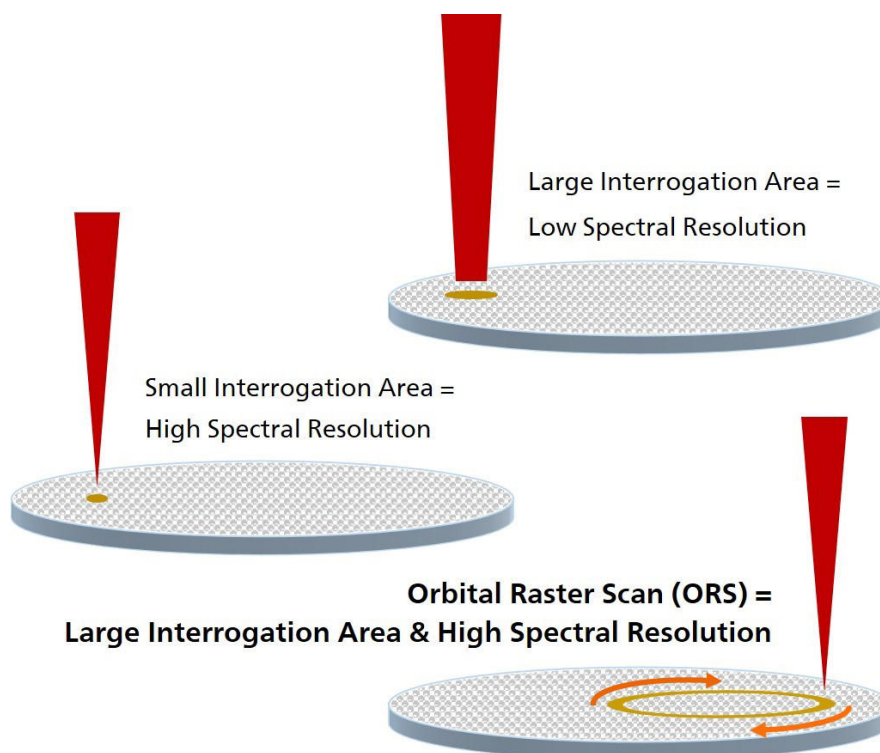 Large Interrogation Area =
Low Spectral Resolution
Small Interrogation Area =
High Spectral Resolution
Orbital Raster Scan (ORS) =
Large Interrogation Area & High Spectral Resolution